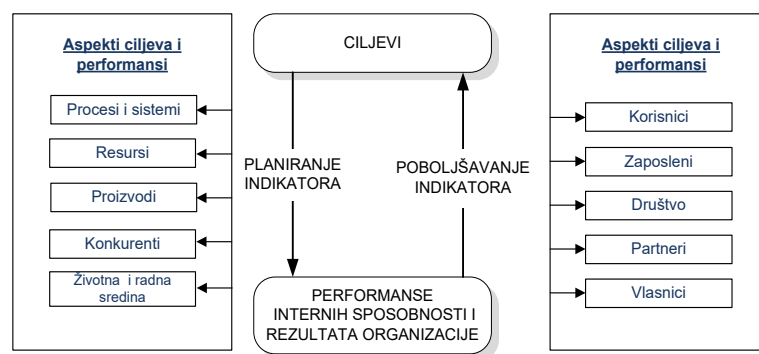 Aspekti ciljeva i
performansi
Procesi i sistemi
Resursi
Proizvodi
Konkurenti
Životna i radna
sredina
CILJEVI
PLANIRANJE
INDIKATORA
POBOLJŠAVANJE
INDIKATORA
PERFORMANSE
INTERNIH SPOSOBNOSTI I
REZULTATA ORGANIZACIJE
Aspekti ciljeva i
performansi
Korisnici
Zaposleni
Društvo
Partneri
Vlasnici